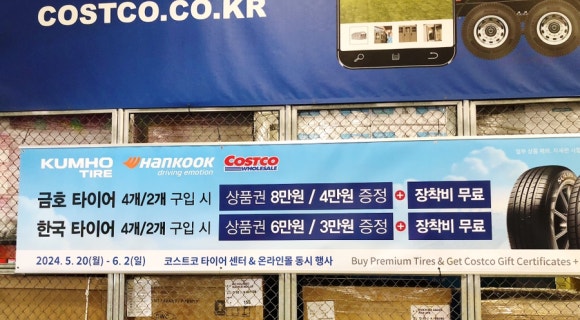 COSTCO.CO.KR
KUMHO TIRE
HANKOOK driving emotion
COSTCO WHOLESALE
금호 타이어 4개/2개 구입 시 상품권 8만원 / 4만원 증정 + 장착비 무료
한국 타이어 4개/2개 구입 시 상품권 6만원 / 3만원 증정 + 장착비 무료
2024. 5. 20(월) - 6. 2(일) 코스트코 타이어 센터 & 온라인몰 동시 행사 Buy Premium Tires & Get Costco Gift Certificates +